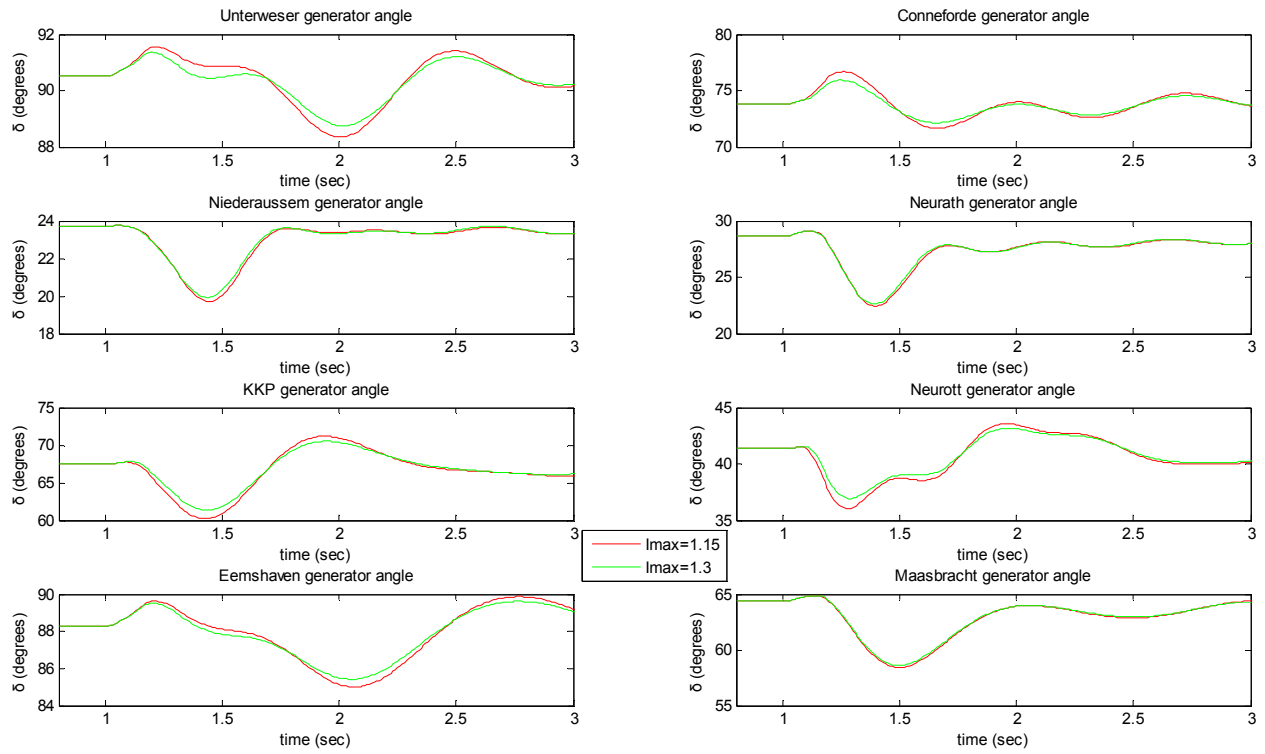 Unterweser generator angle
δ (degrees)
92
90
88
1
1.5
2
2.5
3
time (sec)
Conneforde generator angle
δ (degrees)
80
75
70
1
1.5
2
2.5
3
time (sec)
Niederaussem generator angle
δ (degrees)
24
22
20
18
1
1.5
2
2.5
3
time (sec)
Neurath generator angle
δ (degrees)
30
25
20
1
1.5
2
2.5
3
time (sec)
KKP generator angle
δ (degrees)
75
70
65
60
1
1.5
2
2.5
3
time (sec)
Neurott generator angle
δ (degrees)
45
40
35
1
1.5
2
2.5
3
time (sec)
Imax=1.15
Imax=1.3
Eemshaven generator angle
δ (degrees)
90
88
86
84
1
1.5
2
2.5
3
time (sec)
Maasbracht generator angle
δ (degrees)
65
60
55
1
1.5
2
2.5
3
time (sec)